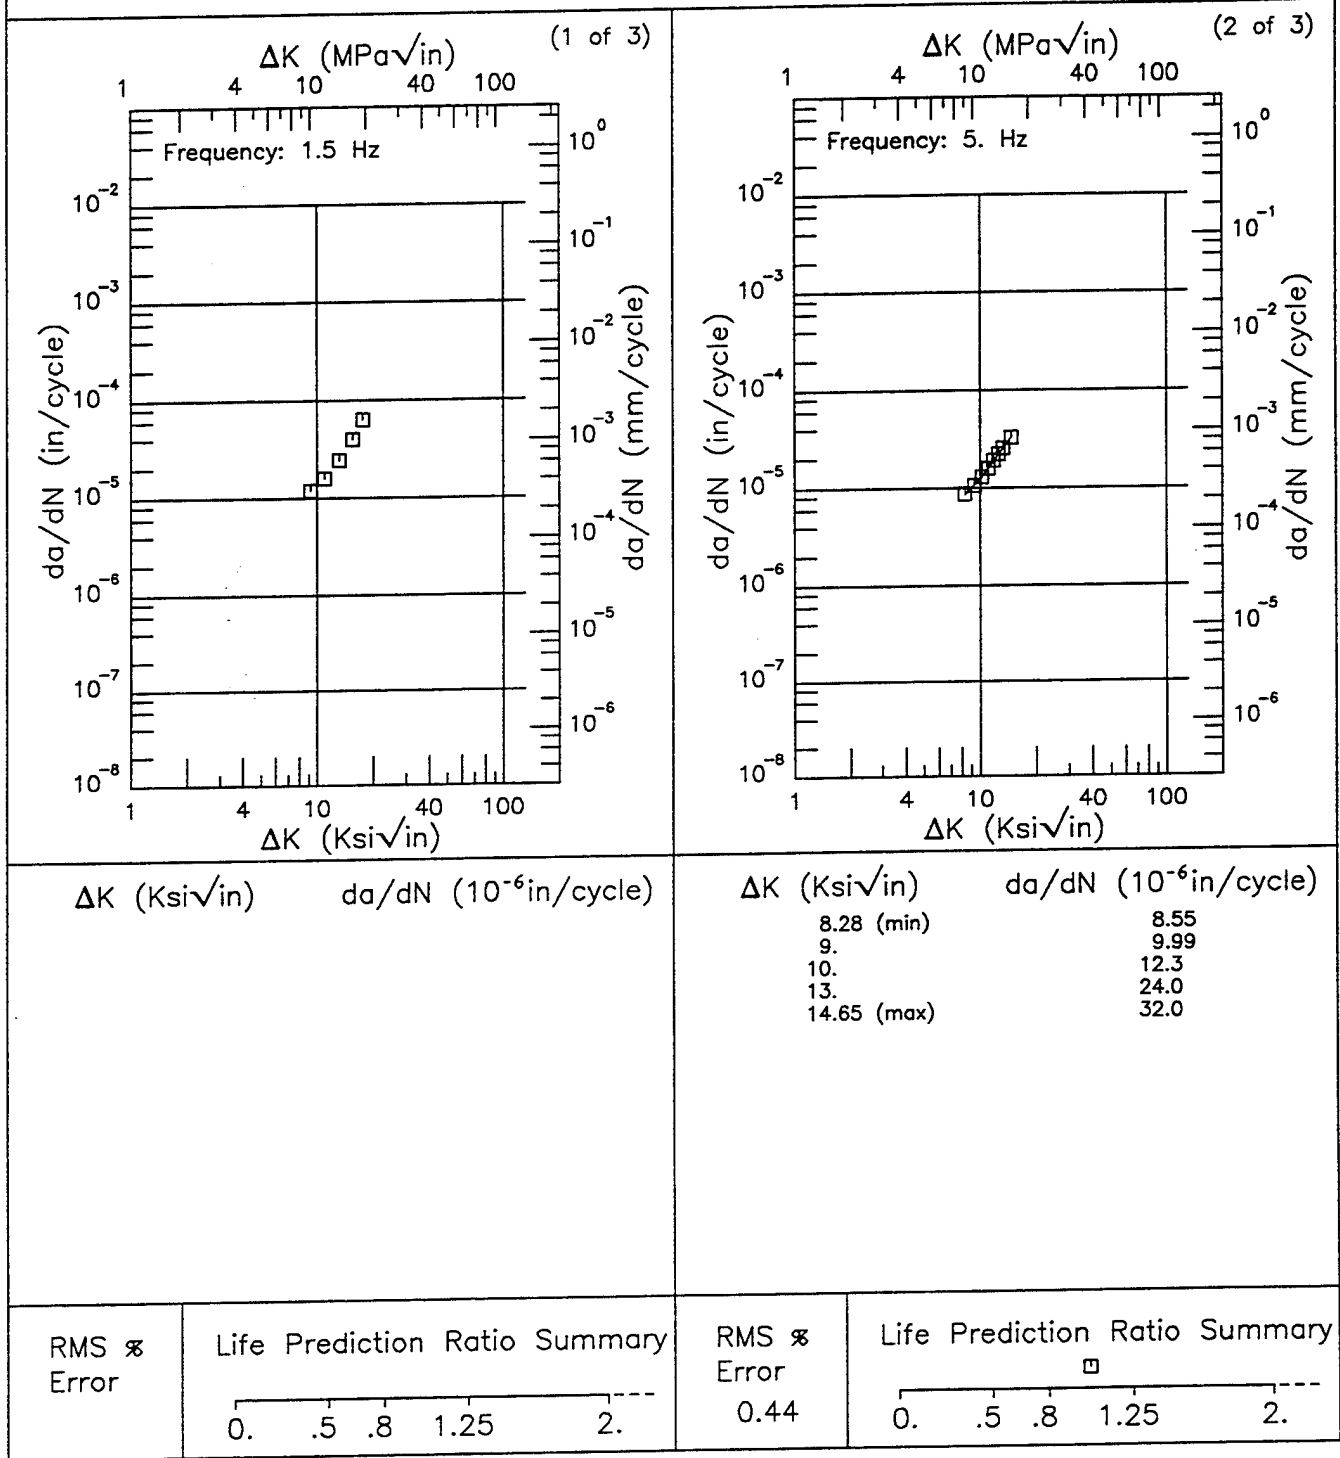 (1 of 3)
ΔK (MPa√in)
1 4 10 40 100
Frequency: 1.5 Hz
10⁰
10⁻¹
10⁻²
10⁻³
10⁻⁴
10⁻⁵
10⁻⁶
da/dN (mm/cycle)
10⁻²
10⁻³
10⁻⁴
10⁻⁵
10⁻⁶
10⁻⁷
10⁻⁸
da/dN (in/cycle)
1 4 10 40 100
ΔK (Ksi√in)
ΔK (Ksi√in) da/dN (10⁻⁶in/cycle)
RMS %
Error
Life Prediction Ratio Summary
0. .5 .8 1.25 2.
(2 of 3)
ΔK (MPa√in)
1 4 10 40 100
Frequency: 5. Hz
10⁰
10⁻¹
10⁻²
10⁻³
10⁻⁴
10⁻⁵
10⁻⁶
da/dN (mm/cycle)
10⁻²
10⁻³
10⁻⁴
10⁻⁵
10⁻⁶
10⁻⁷
10⁻⁸
da/dN (in/cycle)
1 4 10 40 100
ΔK (Ksi√in)
ΔK (Ksi√in) da/dN (10⁻⁶in/cycle)
8.28 (min) 8.55
9. 9.99
10. 12.3
13. 24.0
14.65 (max) 32.0
RMS %
Error
0.44
Life Prediction Ratio Summary
0. .5 .8 1.25 2.